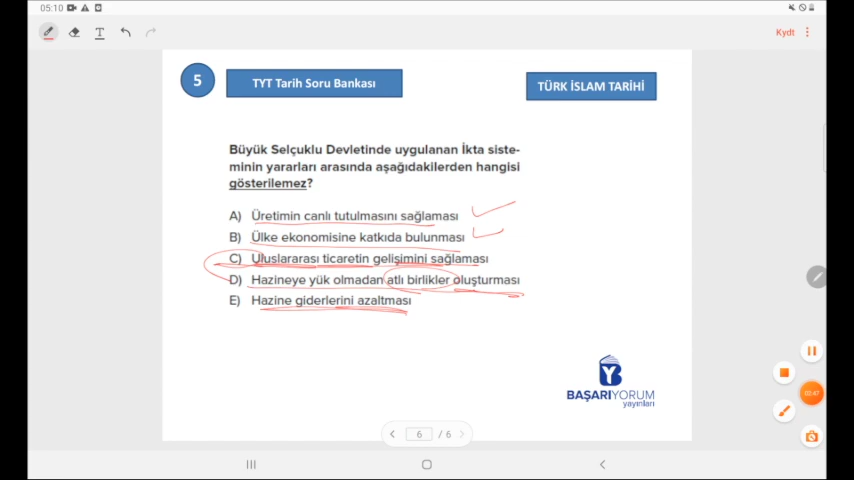 05:10
Kydt
5
TYT Tarih Soru Bankası
TÜRK İSLAM TARİHİ
Büyük Selçuklu Devletinde uygulanan İkta siste-
minin yararları arasında aşağıdakilerden hangisi
gösterilemez?
A) Üretimin canlı tutulmasını sağlaması
B) Ülke ekonomisine katkıda bulunması
C) Uluslararası ticaretin gelişimini sağlaması
D) Hazineye yük olmadan atlı birlikler oluşturması
E) Hazine giderlerini azaltması
BAŞARIYORUM
yayınları
6 / 6